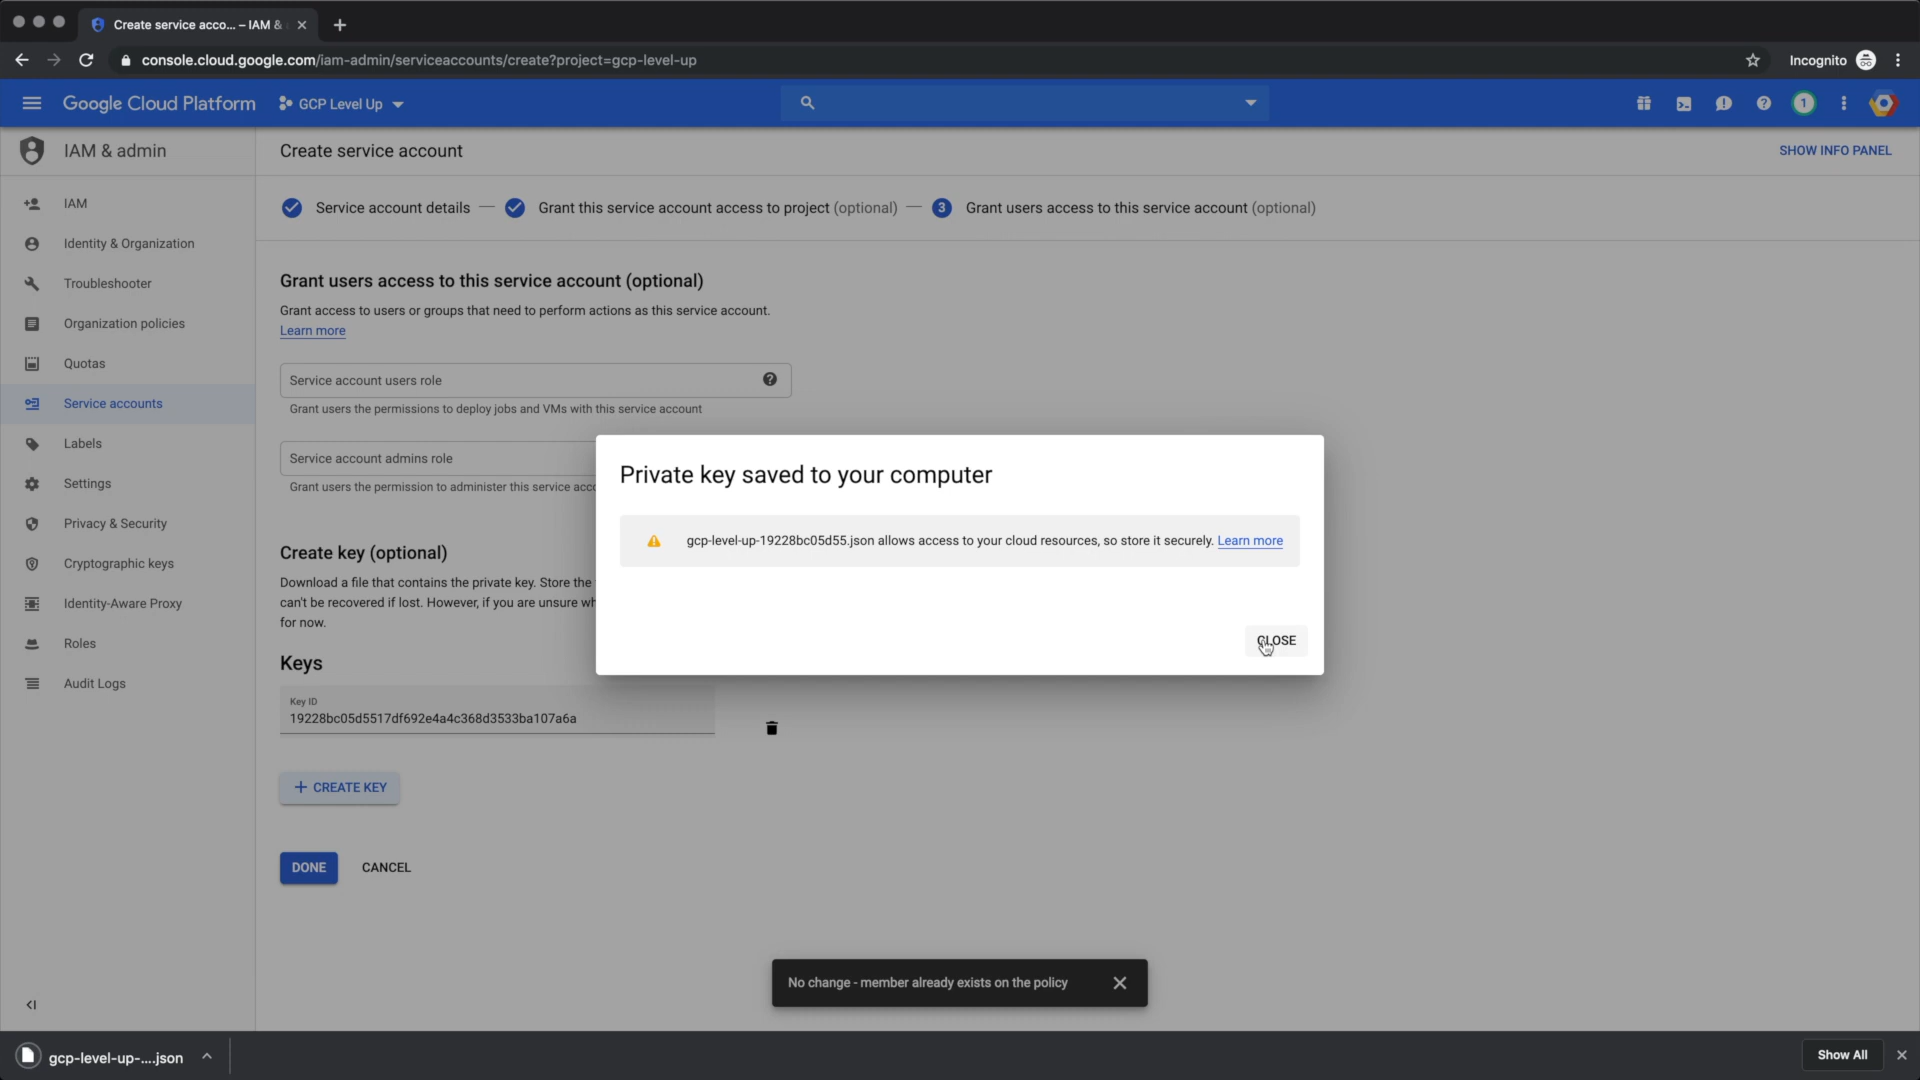 Create service acco... – IAM &
console.cloud.google.com/iam-admin/serviceaccounts/create?project=gcp-level-up
Incognito
Google Cloud Platform
GCP Level Up
1
IAM & admin
Create service account
SHOW INFO PANEL
Service account details
Grant this service account access to project (optional)
3 Grant users access to this service account (optional)
IAM
Identity & Organization
Troubleshooter
Organization policies
Quotas
Service accounts
Labels
Settings
Privacy & Security
Cryptographic keys
Identity-Aware Proxy
Roles
Audit Logs
Grant users access to this service account (optional)
Grant access to users or groups that need to perform actions as this service account.
Learn more
Service account users role
Grant users the permissions to deploy jobs and VMs with this service account
Service account admins role
Grant users the permission to administer this service acc
Create key (optional)
Download a file that contains the private key. Store the
can't be recovered if lost. However, if you are unsure wh
for now.
Keys
Key ID
19228bc05d5517df692e4a4c368d3533ba107a6a
+ CREATE KEY
DONE
CANCEL
Private key saved to your computer
gcp-level-up-19228bc05d55.json allows access to your cloud resources, so store it securely. Learn more
CLOSE
No change - member already exists on the policy
gcp-level-up-....json
Show All